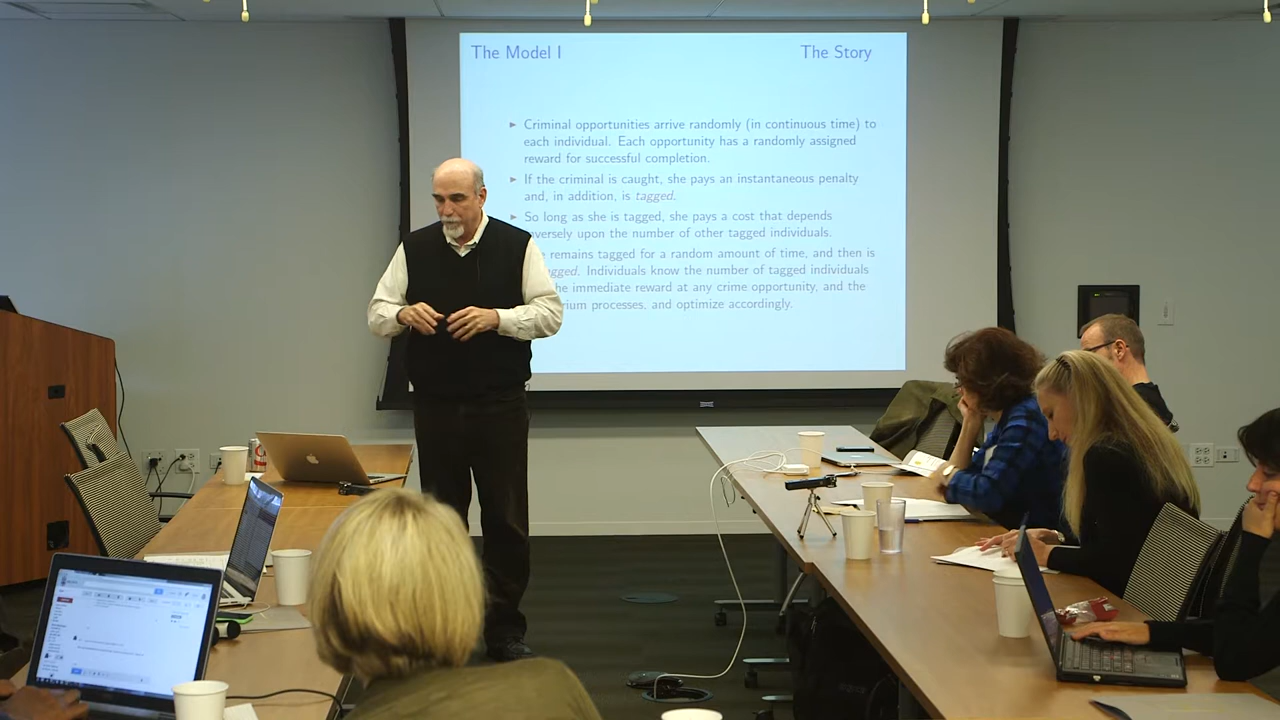 The Model I The Story
Criminal opportunities arrive randomly (in continuous time) to
each individual. Each opportunity has a randomly assigned
reward for successful completion.
If the criminal is caught, she pays an instantaneous penalty
and, in addition, is tagged.
So long as she is tagged, she pays a cost that depends
versely upon the number of other tagged individuals.
e remains tagged for a random amount of time, and then is
agged. Individuals know the number of tagged individuals
he immediate reward at any crime opportunity, and the
rium processes, and optimize accordingly.